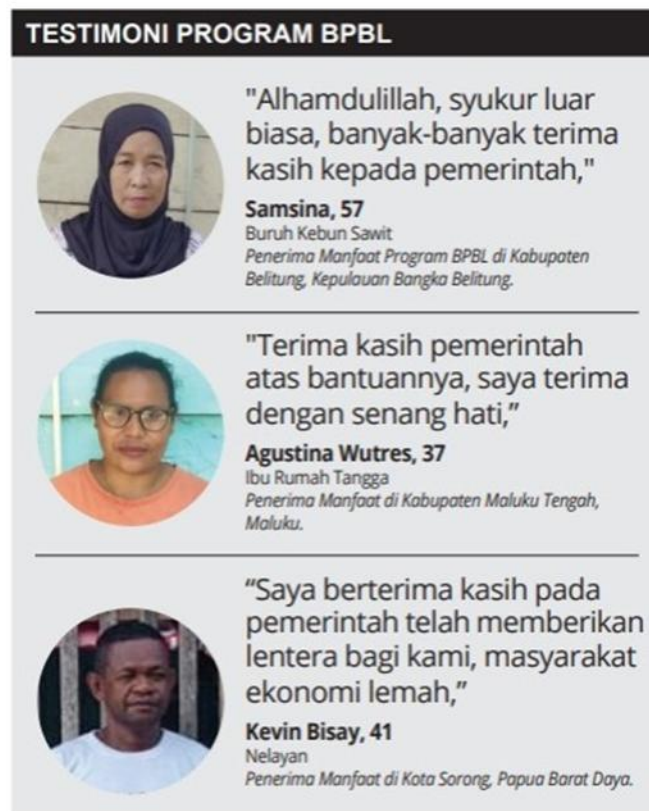 TESTIMONI PROGRAM BPBL
"Alhamdulillah, syukur luar
biasa, banyak-banyak terima
kasih kepada pemerintah,"
Samsina, 57
Buruh Kebun Sawit
Penerima Manfaat Program BPBL di Kabupaten
Belitung, Kepulauan Bangka Belitung.
"Terima kasih pemerintah
atas bantuannya, saya terima
dengan senang hati,”
Agustina Wutres, 37
Ibu Rumah Tangga
Penerima Manfaat di Kabupaten Maluku Tengah,
Maluku.
“Saya berterima kasih pada
pemerintah telah memberikan
lentera bagi kami, masyarakat
ekonomi lemah,”
Kevin Bisay, 41
Nelayan
Penerima Manfaat di Kota Sorong, Papua Barat Daya.